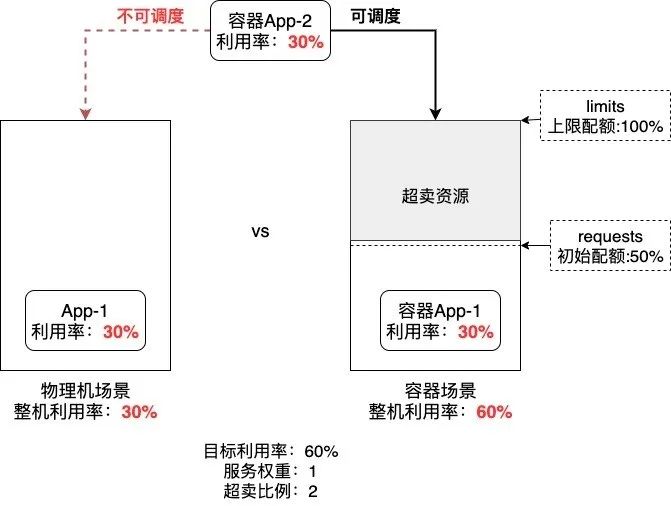 不可调度
容器App-2
利用率：30%
可调度
limits
上限配额:100%
超卖资源
vs
requests
初始配额:50%
App-1
利用率：30%
容器App-1
利用率：30%
物理机场景
整机利用率：30%
容器场景
整机利用率：60%
目标利用率：60%
服务权重：1
超卖比例：2